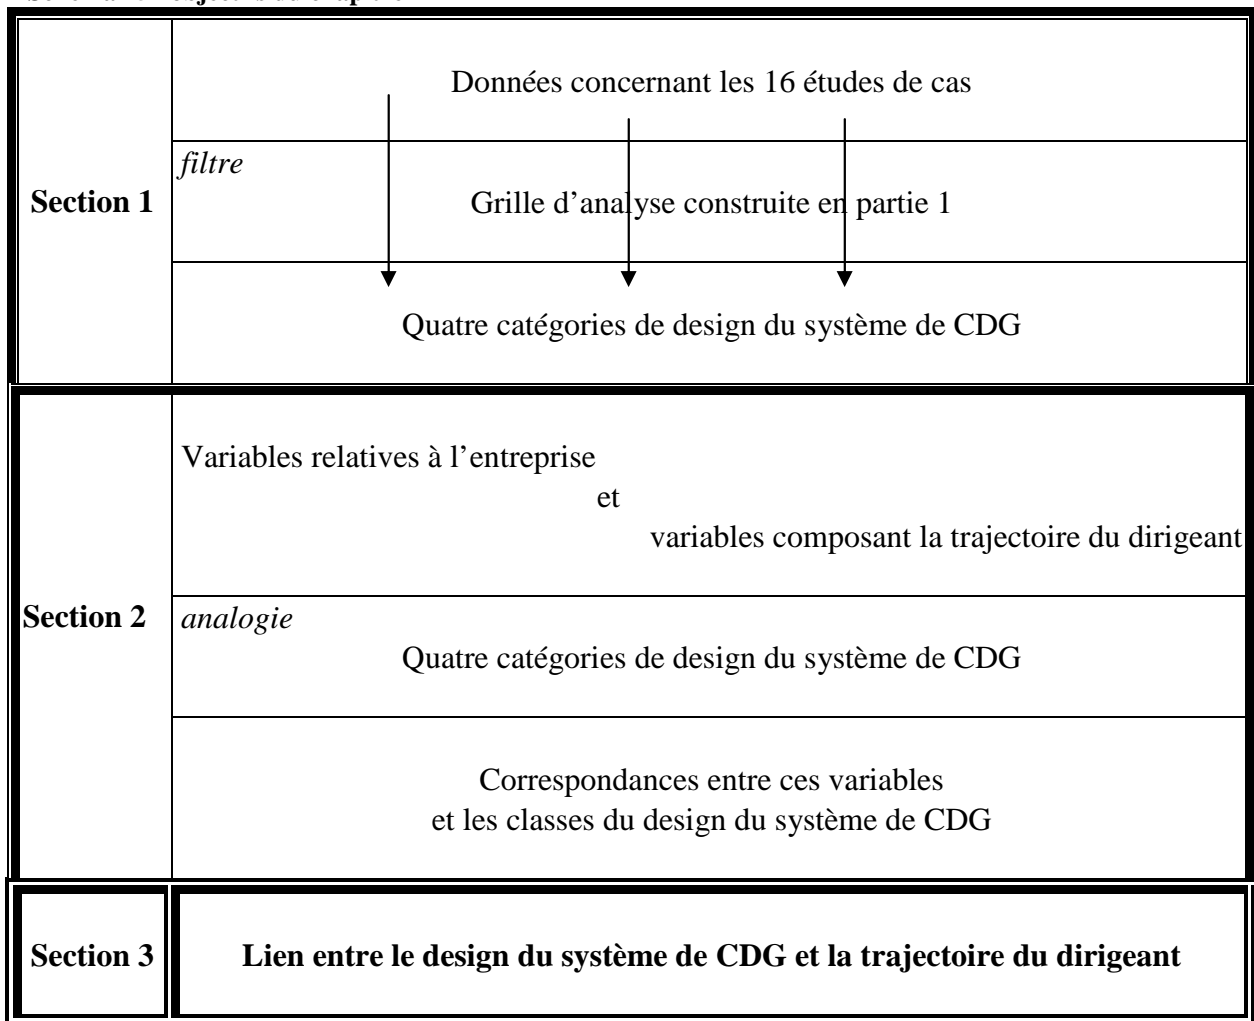 Données concernant les 16 études de cas
filtre
Section 1
Grille d’analyse construite en partie 1
Quatre catégories de design du système de CDG
Variables relatives à l’entreprise
et
variables composant la trajectoire du dirigeant
Section 2
analogie
Quatre catégories de design du système de CDG
Correspondances entre ces variables
et les classes du design du système de CDG
Section 3
Lien entre le design du système de CDG et la trajectoire du dirigeant